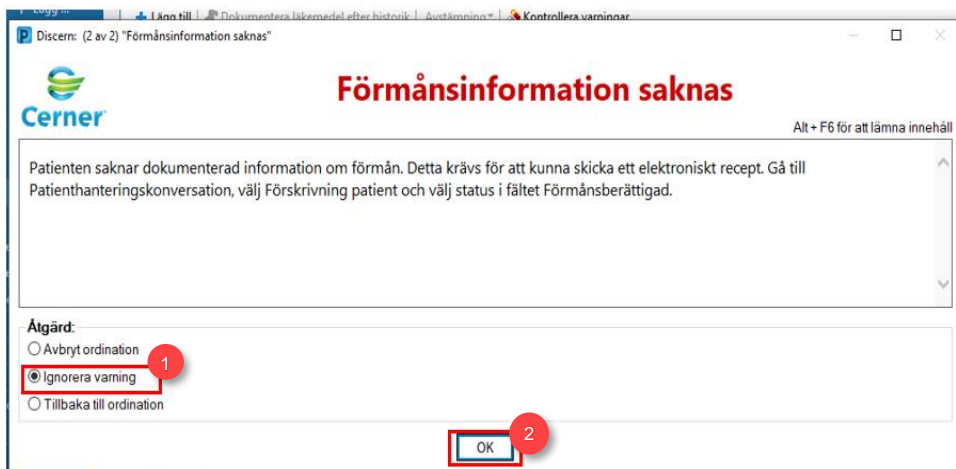 Lägg ...
Lägg till Dokumentera läkemedel efter historik Avstämning Kontrollera varningar
Discern: (2 av 2) "Förmånsinformation saknas"
Cerner
Förmånsinformation saknas
Alt + F6 för att lämna innehåll
Patienten saknar dokumenterad information om förmån. Detta krävs för att kunna skicka ett elektroniskt recept. Gå till
Patienthanteringskonversation, välj Förskrivning patient och välj status i fältet Förmånsberättigad.
Åtgärd:
Avbryt ordination
1
Ignorera varning
Tillbaka till ordination
OK
2